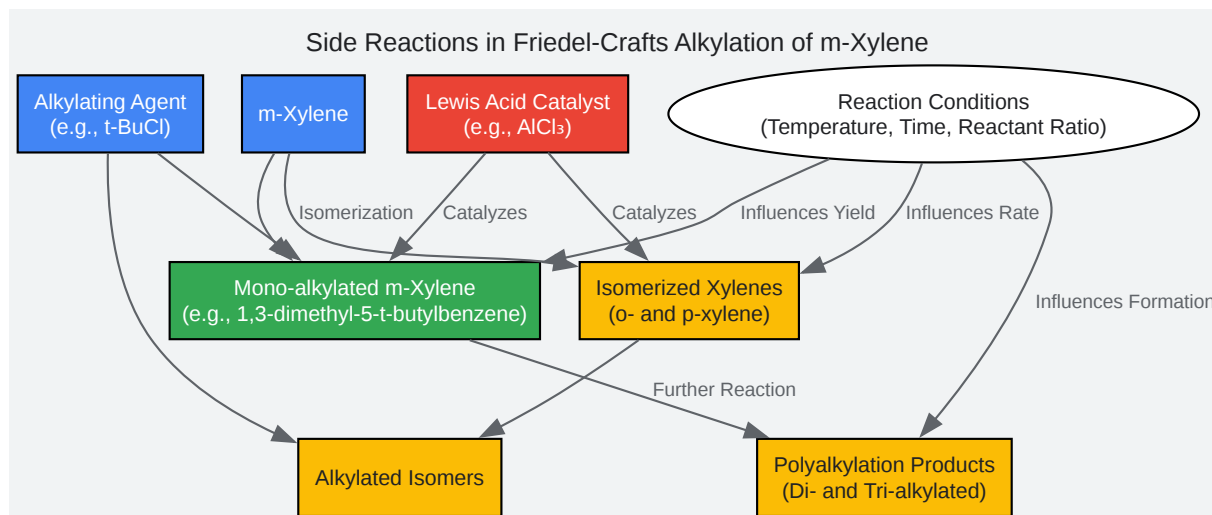 Side Reactions in Friedel-Crafts Alkylation of m-Xylene
Alkylating Agent
(e.g., t-BuCl)
m-Xylene
Lewis Acid Catalyst
(e.g., AlCl₃)
Reaction Conditions
(Temperature, Time, Reactant Ratio)
Isomerization
Catalyzes
Catalyzes
Influences Yield
Influences Rate
Mono-alkylated m-Xylene
(e.g., 1,3-dimethyl-5-t-butylbenzene)
Isomerized Xylenes
(o- and p-xylene)
Influences Formation
Further Reaction
Alkylated Isomers
Polyalkylation Products
(Di- and Tri-alkylated)